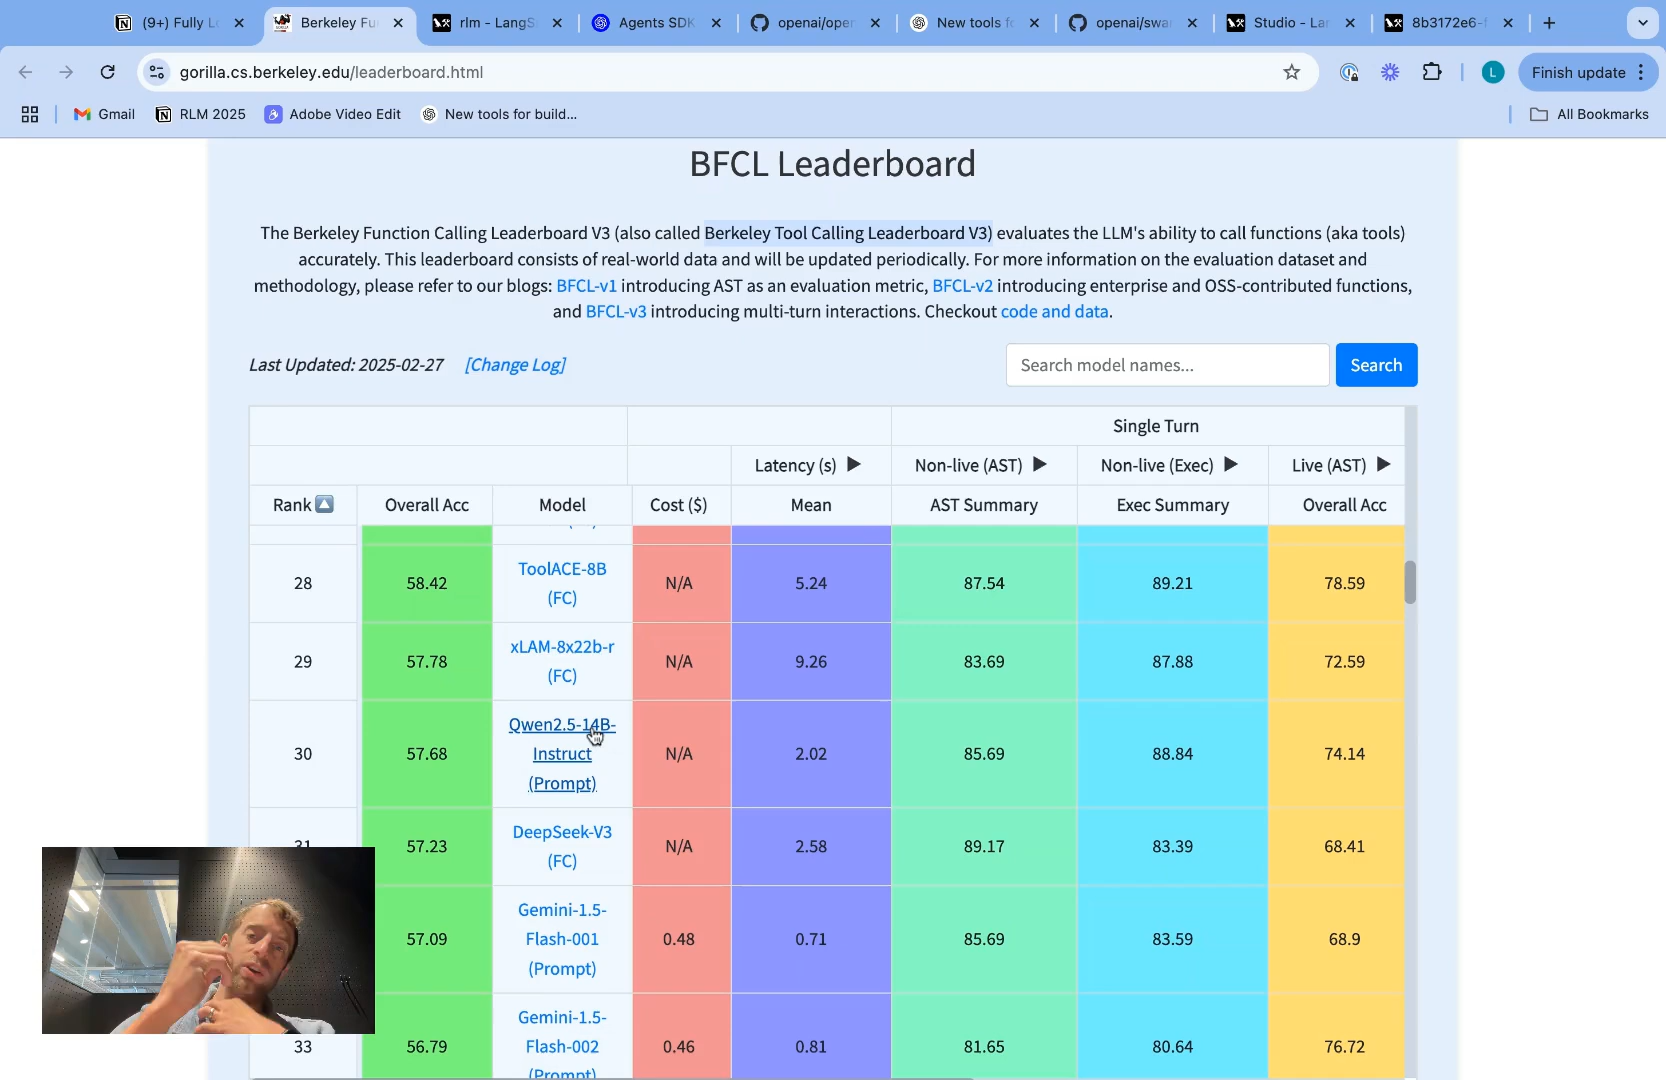 (9+) Fully Lo
Berkeley Fu
rlm - LangS
Agents SDK
openai/oper
New tools fo
openai/swar
Studio - Lan
8b3172e6-f
gorilla.cs.berkeley.edu/leaderboard.html
L
Finish update
Gmail
RLM 2025
Adobe Video Edit
New tools for build...
All Bookmarks
BFCL Leaderboard
The Berkeley Function Calling Leaderboard V3 (also called Berkeley Tool Calling Leaderboard V3) evaluates the LLM's ability to call functions (aka tools)
accurately. This leaderboard consists of real-world data and will be updated periodically. For more information on the evaluation dataset and
methodology, please refer to our blogs: BFCL-v1 introducing AST as an evaluation metric, BFCL-v2 introducing enterprise and OSS-contributed functions,
and BFCL-v3 introducing multi-turn interactions. Checkout code and data.
Last Updated: 2025-02-27 [Change Log]
Search model names...
Search
Single Turn
Latency (s) ▶ Non-live (AST) ▶ Non-live (Exec) ▶ Live (AST) ▶
Rank Overall Acc Model Cost ($) Mean AST Summary Exec Summary Overall Acc
28 58.42 ToolACE-8B (FC) N/A 5.24 87.54 89.21 78.59
29 57.78 xLAM-8x22b-r (FC) N/A 9.26 83.69 87.88 72.59
30 57.68 Qwen2.5-14B-Instruct (Prompt) N/A 2.02 85.69 88.84 74.14
31 57.23 DeepSeek-V3 (FC) N/A 2.58 89.17 83.39 68.41
57.09 Gemini-1.5-Flash-001 (Prompt) 0.48 0.71 85.69 83.59 68.9
33 56.79 Gemini-1.5-Flash-002 (Prompt) 0.46 0.81 81.65 80.64 76.72